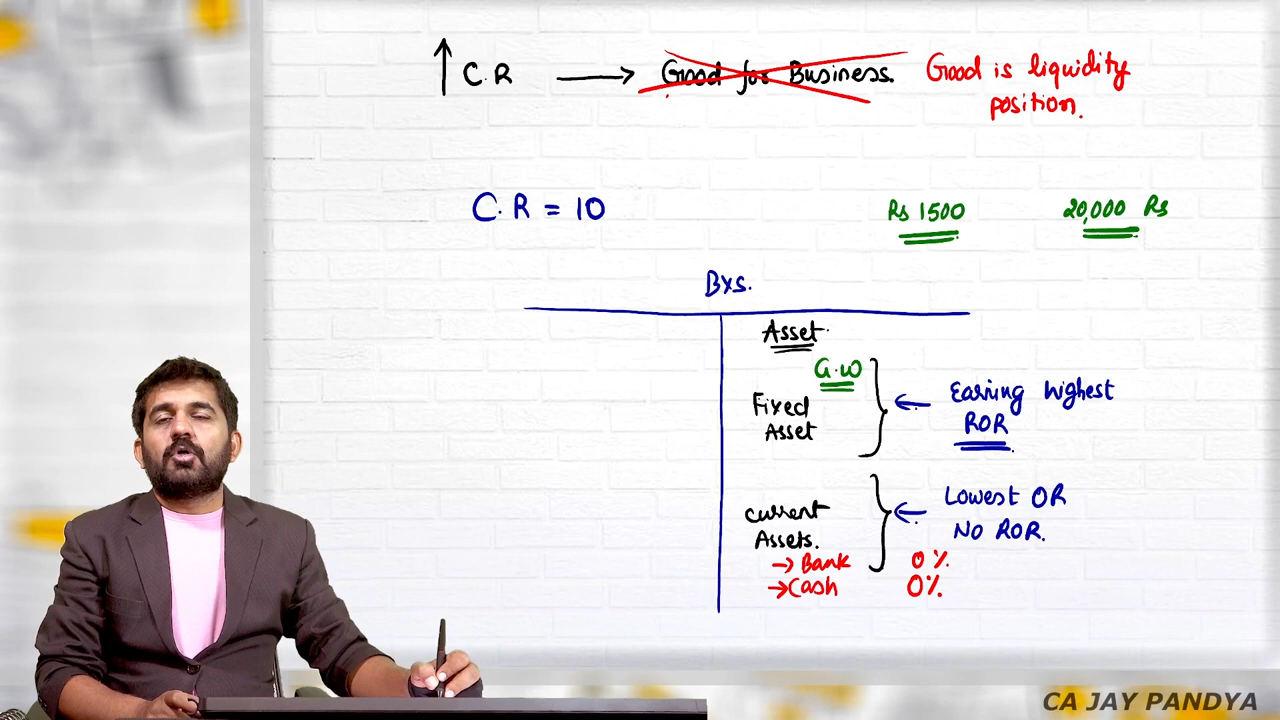 ↑ C.R → Good for Business. Good is liquidity
position.
C.R = 10
Rs 1500
20,000 Rs
B/S.
Asset
G.W
Fixed
Asset
← Earning highest
ROR
Current
Assets.
→ Bank 0%.
→ Cash 0%.
← Lowest OR
NO ROR.
CA JAY PANDYA